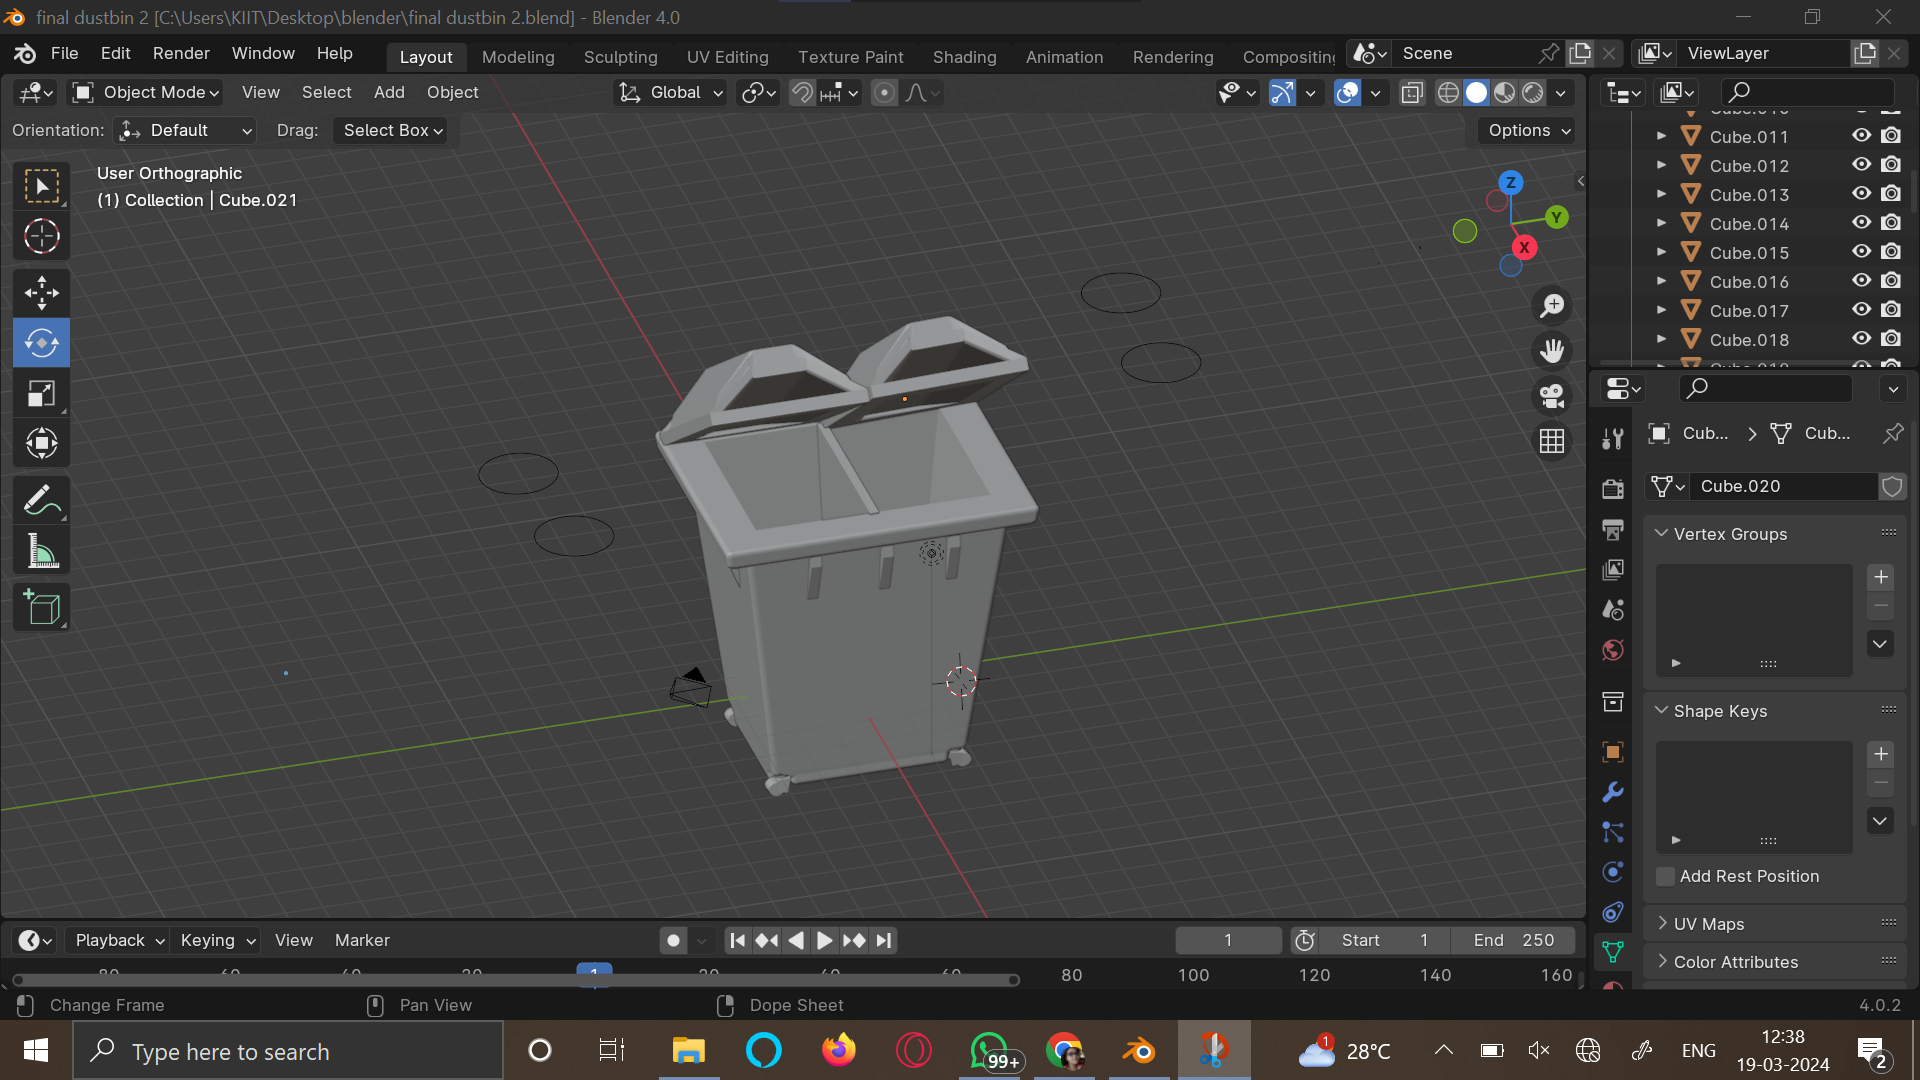 final dustbin 2 [C:\Users\KIIT\Desktop\blender\final dustbin 2.blend] - Blender 4.0
File Edit Render Window Help
Layout Modeling Sculpting UV Editing Texture Paint Shading Animation Rendering Compositing
Scene
ViewLayer
Object Mode View Select Add Object
Global
Orientation: Default Drag: Select Box
Options
User Orthographic
(1) Collection | Cube.021
Z
Y
X
Cube.011
Cube.012
Cube.013
Cube.014
Cube.015
Cube.016
Cube.017
Cube.018
Cub... Cub...
Cube.020
Vertex Groups
Shape Keys
Add Rest Position
UV Maps
Color Attributes
Playback Keying View Marker
1
Start 1
End 250
1 80 100 120 140 160
Change Frame Pan View Dope Sheet
4.0.2
Type here to search
99+
1
28°C
ENG
12:38
19-03-2024
2